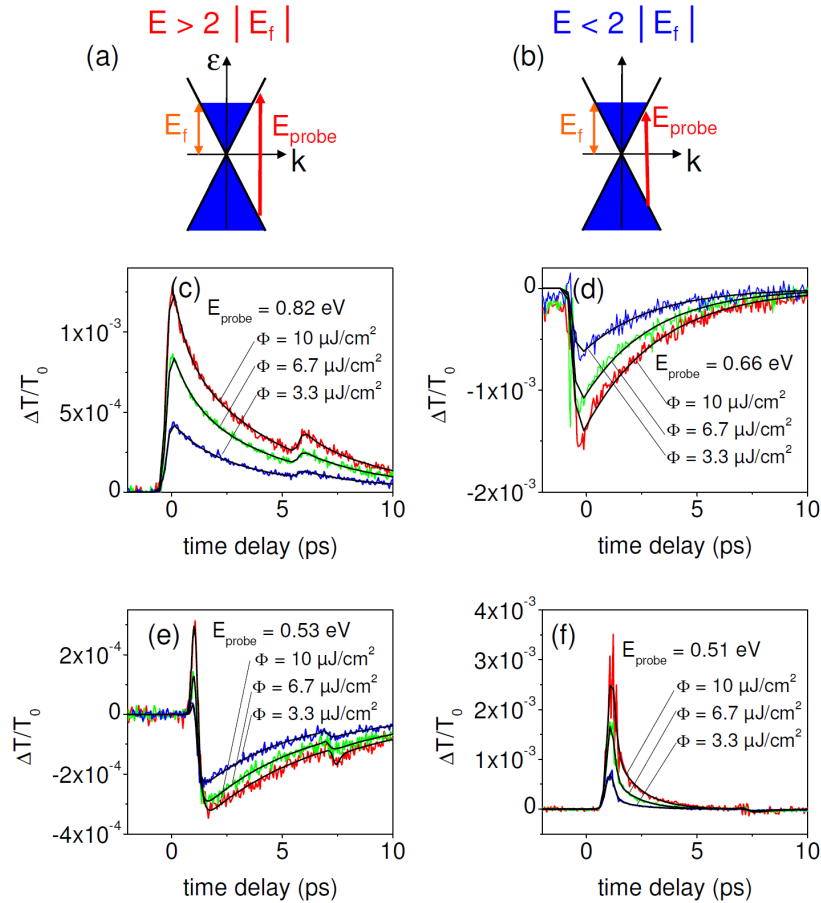 E > 2 | E_f |
E < 2 | E_f |
(a)
ε
E_f
E_probe
k
(b)
E_f
E_probe
k
(c)
E_probe = 0.82 eV
Φ = 10 μJ/cm²
Φ = 6.7 μJ/cm²
Φ = 3.3 μJ/cm²
1x10⁻³
5x10⁻⁴
0
ΔT/T₀
0 5 10
time delay (ps)
(d)
E_probe = 0.66 eV
Φ = 10 μJ/cm²
Φ = 6.7 μJ/cm²
Φ = 3.3 μJ/cm²
0
-1x10⁻³
-2x10⁻³
ΔT/T₀
0 5 10
time delay (ps)
(e)
E_probe = 0.53 eV
Φ = 10 μJ/cm²
Φ = 6.7 μJ/cm²
Φ = 3.3 μJ/cm²
2x10⁻⁴
0
-2x10⁻⁴
-4x10⁻⁴
ΔT/T₀
0 5 10
time delay (ps)
(f)
E_probe = 0.51 eV
Φ = 10 μJ/cm²
Φ = 6.7 μJ/cm²
Φ = 3.3 μJ/cm²
4x10⁻³
3x10⁻³
2x10⁻³
1x10⁻³
0
ΔT/T₀
0 5 10
time delay (ps)